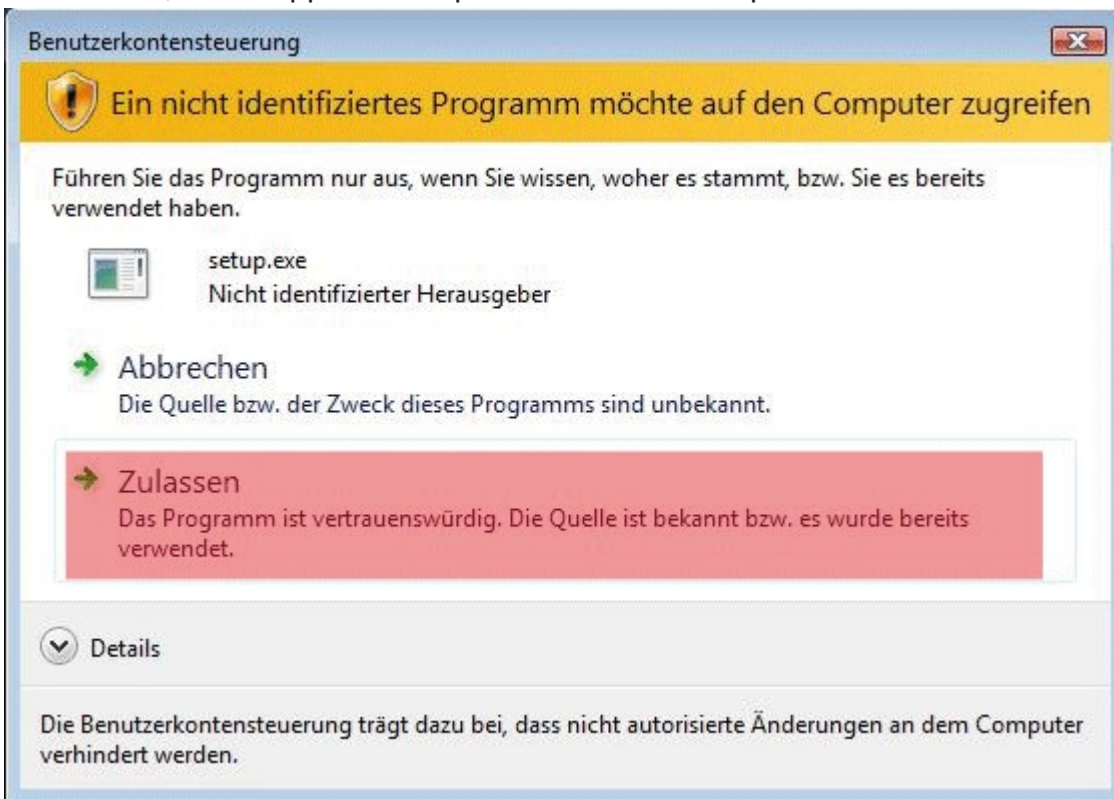 Benutzerkontensteuerung
Ein nicht identifiziertes Programm möchte auf den Computer zugreifen
Führen Sie das Programm nur aus, wenn Sie wissen, woher es stammt, bzw. Sie es bereits
verwendet haben.
setup.exe
Nicht identifizierter Herausgeber
Abbrechen
Die Quelle bzw. der Zweck dieses Programms sind unbekannt.
Zulassen
Das Programm ist vertrauenswürdig. Die Quelle ist bekannt bzw. es wurde bereits
verwendet.
Details
Die Benutzerkontensteuerung trägt dazu bei, dass nicht autorisierte Änderungen an dem Computer
verhindert werden.